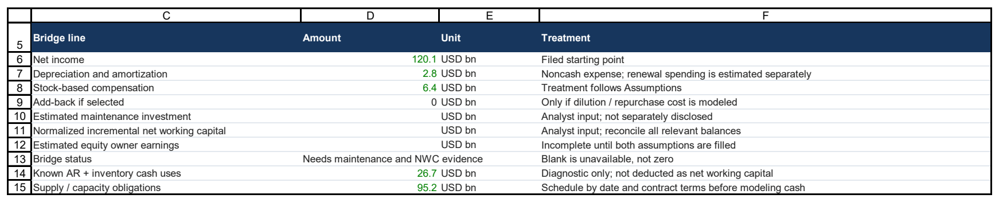 C D E F
5 Bridge line Amount Unit Treatment
6 Net income 120.1 USD bn Filed starting point
7 Depreciation and amortization 2.8 USD bn Noncash expense; renewal spending is estimated separately
8 Stock-based compensation 6.4 USD bn Treatment follows Assumptions
9 Add-back if selected 0 USD bn Only if dilution / repurchase cost is modeled
10 Estimated maintenance investment USD bn Analyst input; not separately disclosed
11 Normalized incremental net working capital USD bn Analyst input; reconcile all relevant balances
12 Estimated equity owner earnings USD bn Incomplete until both assumptions are filled
13 Bridge status Needs maintenance and NWC evidence Blank is unavailable, not zero
14 Known AR + inventory cash uses 26.7 USD bn Diagnostic only; not deducted as net working capital
15 Supply / capacity obligations 95.2 USD bn Schedule by date and contract terms before modeling cash